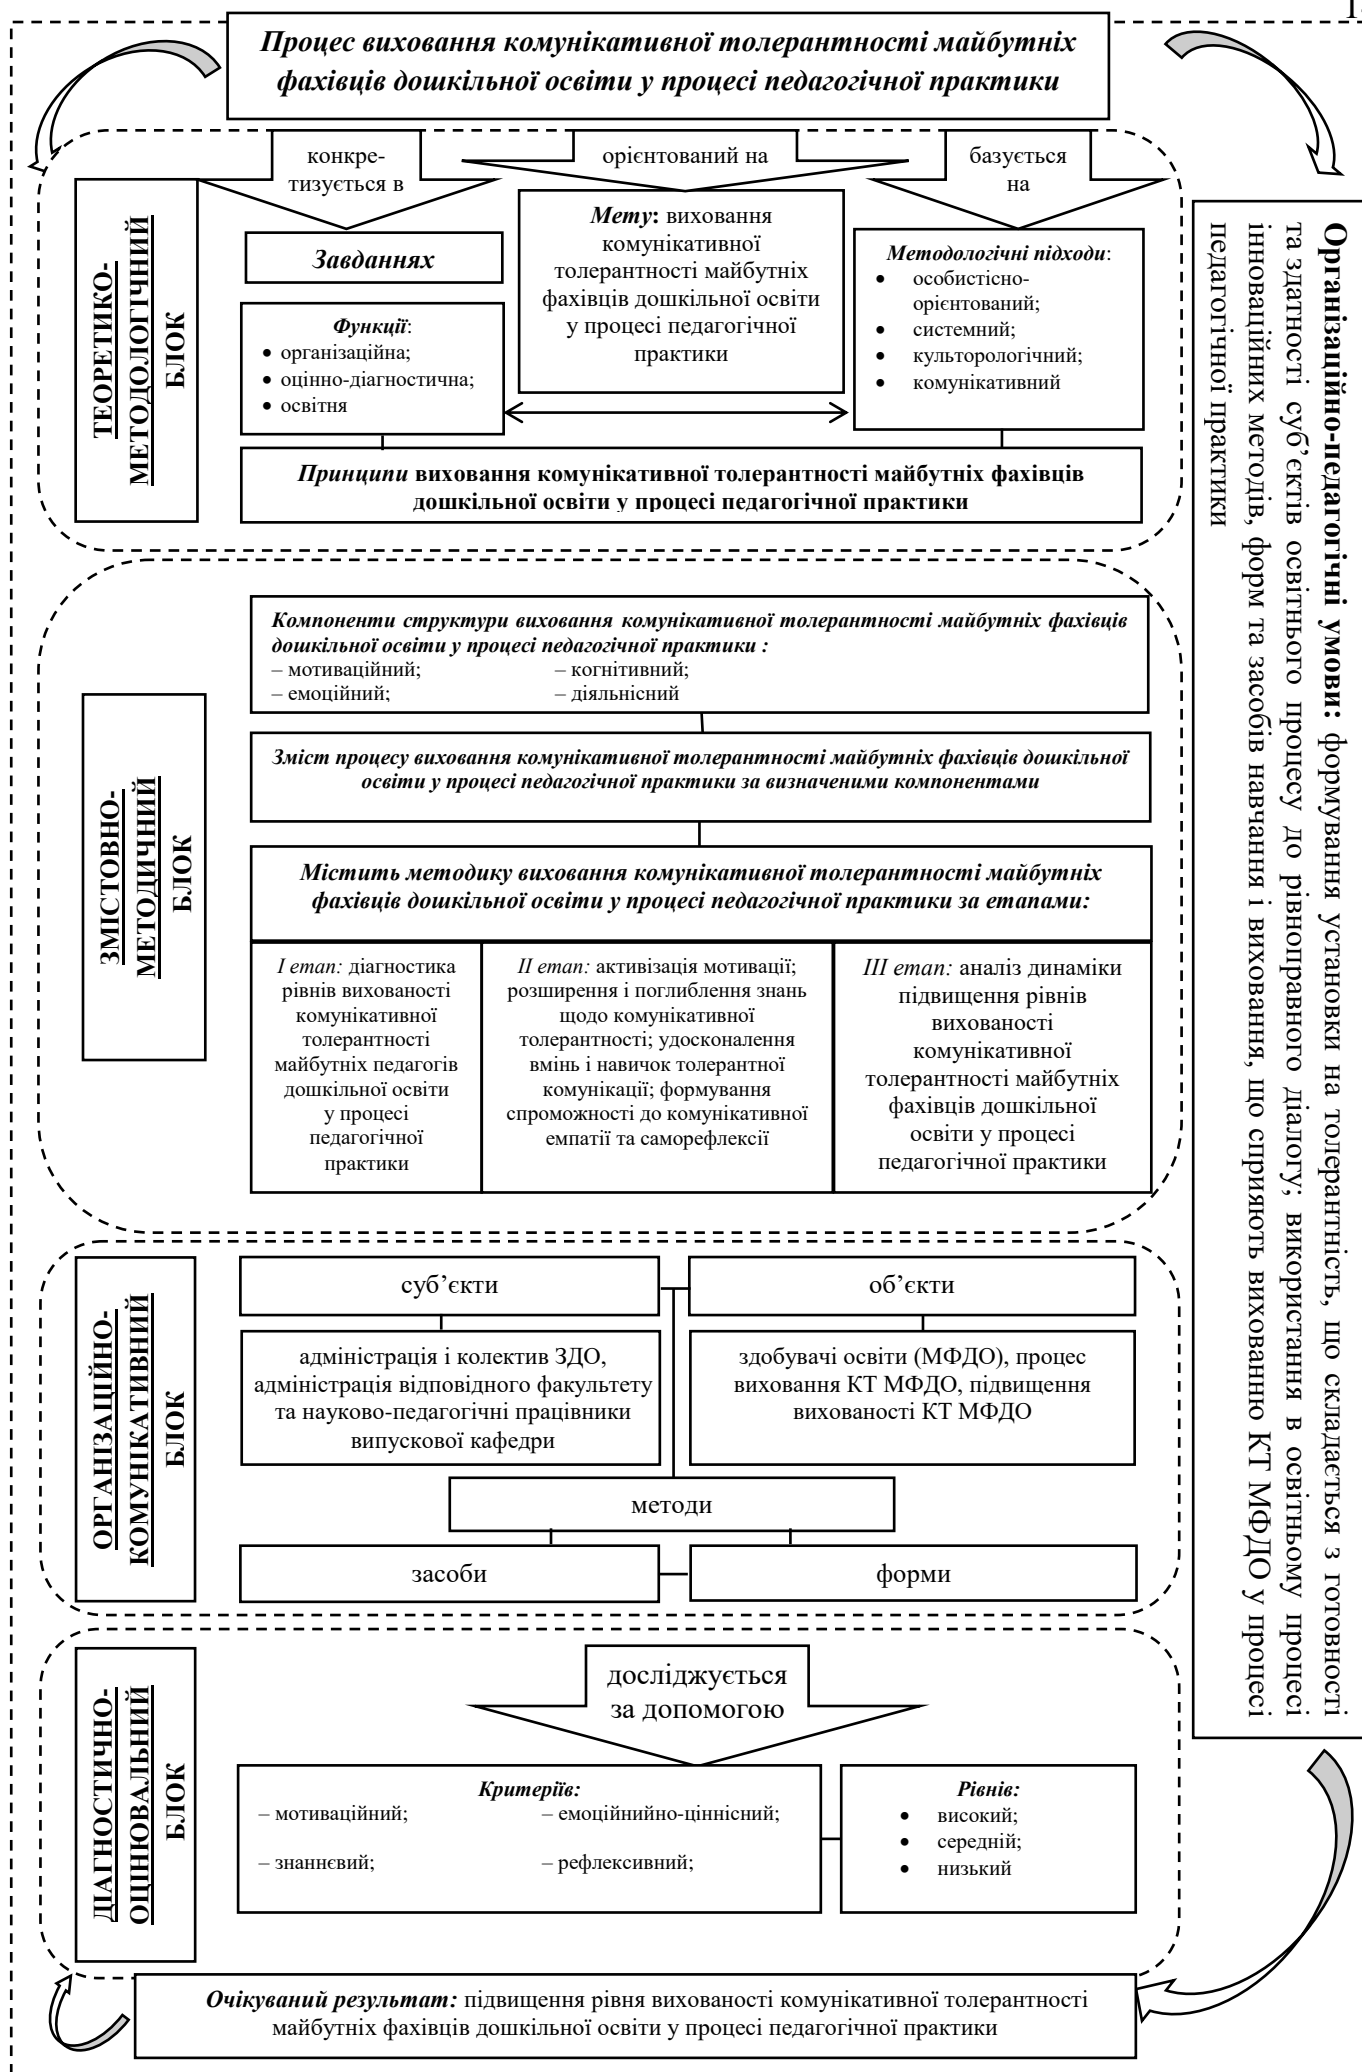 Процес виховання комунікативної толерантності майбутніх
фахівців дошкільної освіти у процесі педагогічної практики
конкре-
тизується в
орієнтований на
базується
на
ТЕОРЕТИКО-
МЕТОДОЛОГІЧНИЙ
БЛОК
Завданнях
Функції:
• організаційна;
• оцінно-діагностична;
• освітня
Мету: виховання
комунікативної
толерантності майбутніх
фахівців дошкільної освіти
у процесі педагогічної
практики
Методологічні підходи:
• особистісно-
орієнтований;
• системний;
• культорологічний;
• комунікативний
Принципи виховання комунікативної толерантності майбутніх фахівців
дошкільної освіти у процесі педагогічної практики
Організаційно-педагогічні умови: формування установки на толерантність, що складається з готовності
та здатності суб’єктів освітнього процесу до рівноправного діалогу; використання в освітньому процесі
інноваційних методів, форм та засобів навчання і виховання, що сприяють вихованню КТ МФДО у процесі
педагогічної практики
ЗМІСТОВНО-
МЕТОДИЧНИЙ
БЛОК
Компоненти структури виховання комунікативної толерантності майбутніх фахівців
дошкільної освіти у процесі педагогічної практики :
– мотиваційний; – когнітивний;
– емоційний; – діяльнісний
Зміст процесу виховання комунікативної толерантності майбутніх фахівців дошкільної
освіти у процесі педагогічної практики за визначеними компонентами
Містить методику виховання комунікативної толерантності майбутніх
фахівців дошкільної освіти у процесі педагогічної практики за етапами:
І етап: діагностика
рівнів вихованості
комунікативної
толерантності
майбутніх педагогів
дошкільної освіти
у процесі
педагогічної
практики
ІІ етап: активізація мотивації;
розширення і поглиблення знань
щодо комунікативної
толерантності; удосконалення
вмінь і навичок толерантної
комунікації; формування
спроможності до комунікативної
емпатії та саморефлексії
ІІІ етап: аналіз динаміки
підвищення рівнів
вихованості
комунікативної
толерантності майбутніх
фахівців дошкільної
освіти у процесі
педагогічної практики
ОРГАНІЗАЦІЙНО-
КОМУНІКАТИВНИЙ
БЛОК
суб’єкти
об’єкти
адміністрація і колектив ЗДО,
адміністрація відповідного факультету
та науково-педагогічні працівники
випускової кафедри
здобувачі освіти (МФДО), процес
виховання КТ МФДО, підвищення
вихованості КТ МФДО
методи
засоби
форми
ДІАГНОСТИЧНО-
ОЦІНЮВАЛЬНИЙ
БЛОК
досліджується
за допомогою
Критеріїв:
– мотиваційний; – емоційнийно-ціннісний;
– знаннєвий; – рефлексивний;
Рівнів:
• високий;
• середній;
• низький
Очікуваний результат: підвищення рівня вихованості комунікативної толерантності
майбутніх фахівців дошкільної освіти у процесі педагогічної практики